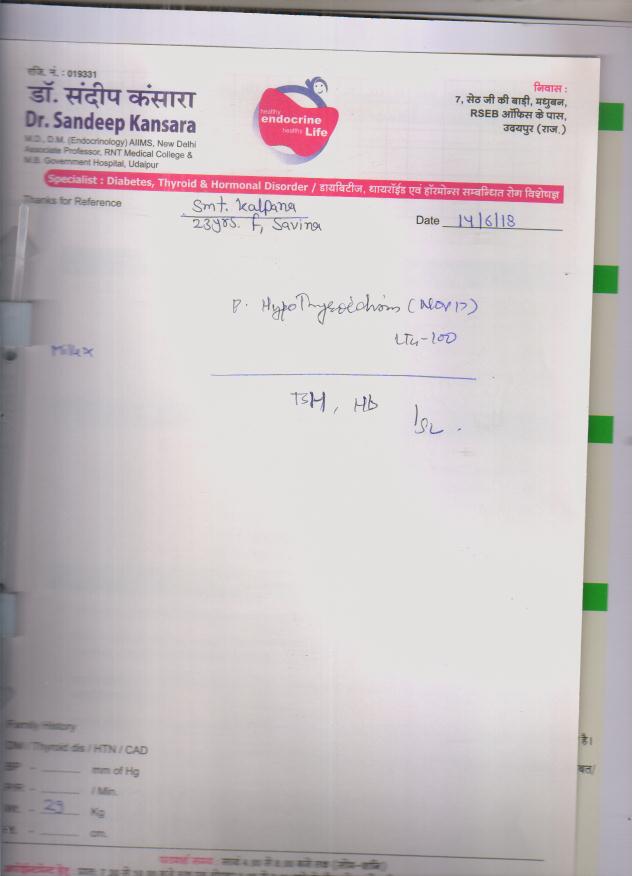 रजि. नं. : 019331
डॉ. संदीप कंसारा
Dr. Sandeep Kansara
M.D., D.M. (Endocrinology) AIIMS, New Delhi
Associate Professor, RNT Medical College &
M.B. Government Hospital, Udaipur
healthy
endocrine
healthy Life
निवास :
7, सेठ जी की बाड़ी, मधुबन,
RSEB ऑफिस के पास,
उदयपुर (राज.)
Specialist : Diabetes, Thyroid & Hormonal Disorder / डायबिटीज, थायरॉईड एवं हॉरमोन्स सम्बन्धित रोग विशेषज्ञ
Thanks for Reference
Smt. Kalpana
23yrs. F, Savina
Date 14/6/18
Hypothyroidism (Nov 17)
-100
TSH, Hb
Family History
DM / Thyroid dis / HTN / CAD
BP - mm of Hg
/ Min.
Wt. - 29 Kg
cm.
है।